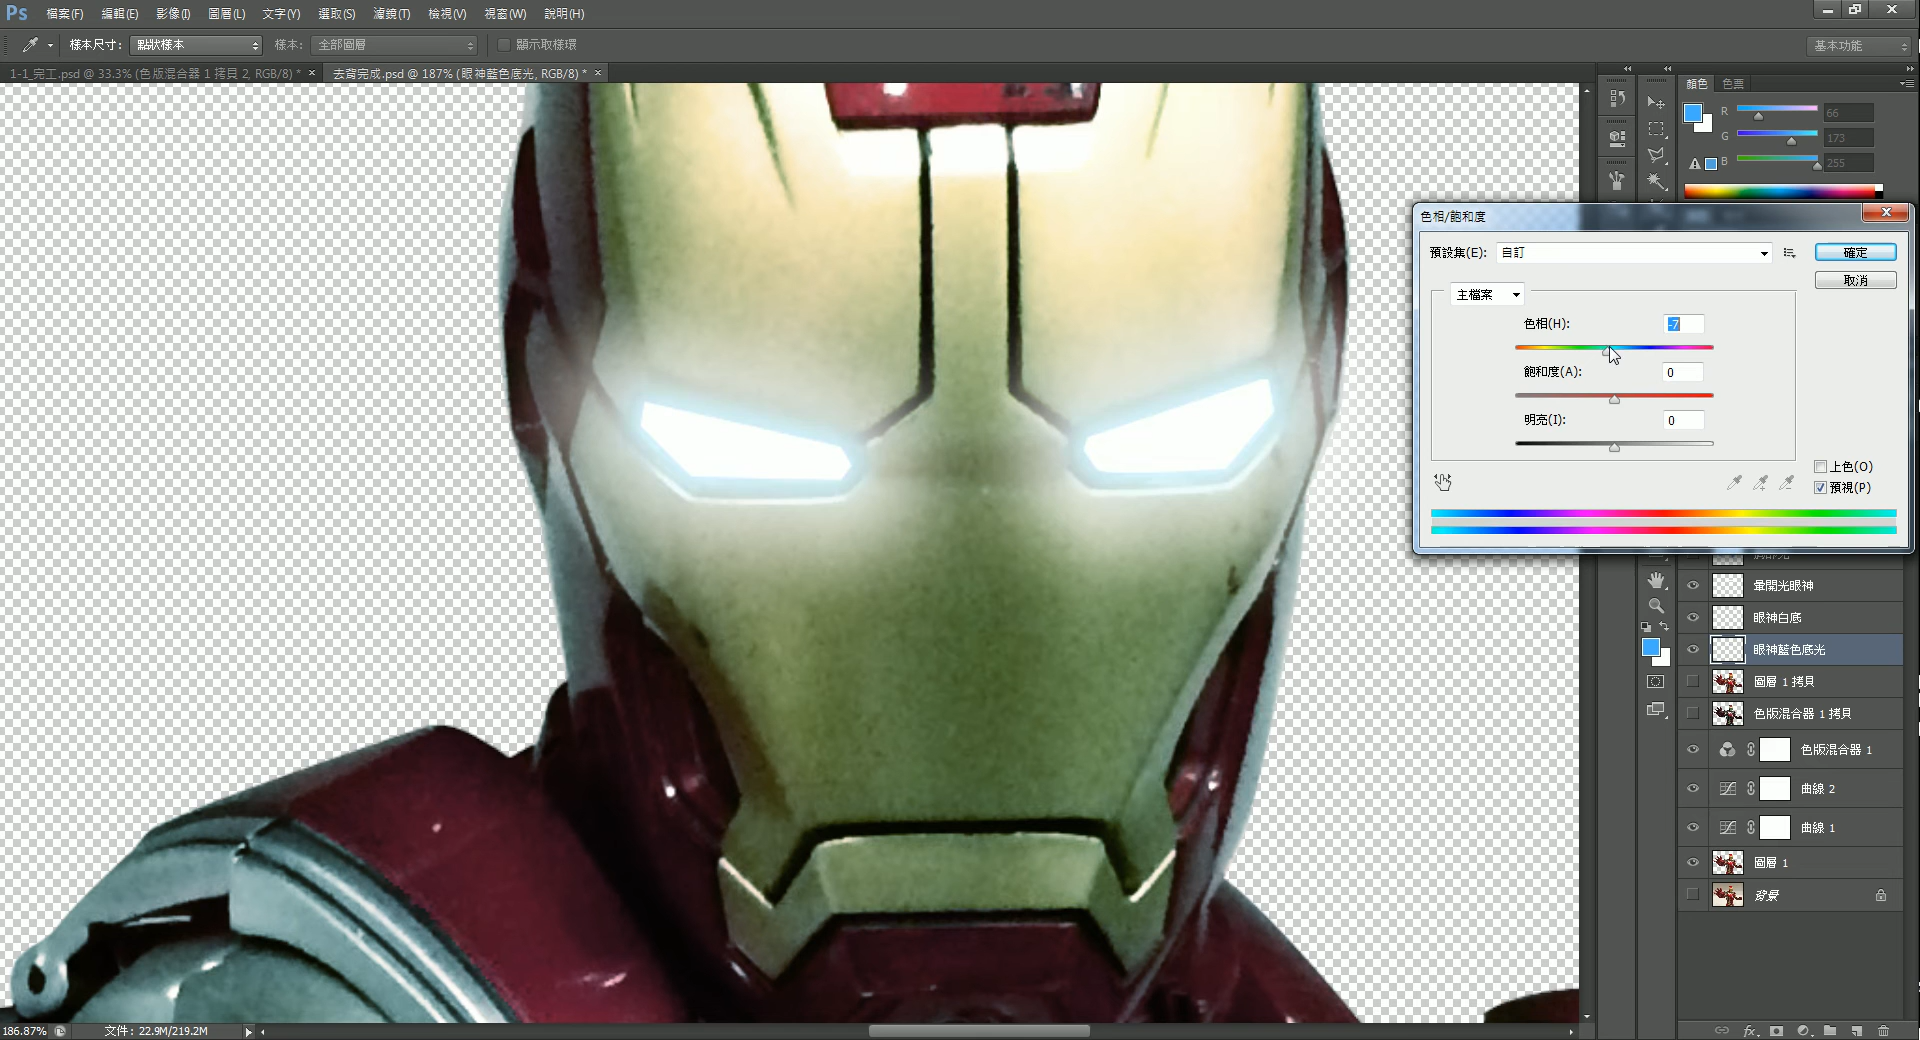 Ps 檔案(F) 編輯(E) 影像(I) 圖層(L) 文字(Y) 選取(S) 濾鏡(T) 檢視(V) 視窗(W) 說明(H)
樣本尺寸: 點狀樣本 樣本: 全部圖層 顯示取樣環 基本功能
1-1_完工.psd @ 33.3% (色版混合器 1 拷貝 2, RGB/8) * × 去背完成.psd @ 187% (眼神藍色底光, RGB/8) * ×
顏色 色票
R 66
G 173
B 255
色相/飽和度
預設集(E): 自訂 確定
取消
主檔案
色相(H): -7
飽和度(A): 0
明亮(I): 0
上色(O)
預視(P)
暈開光眼神
眼神白底
眼神藍色底光
圖層 1 拷貝
色版混合器 1 拷貝
色版混合器 1
曲線 2
曲線 1
圖層 1
背景
186.87% 文件: 22.9M/219.2M
fx